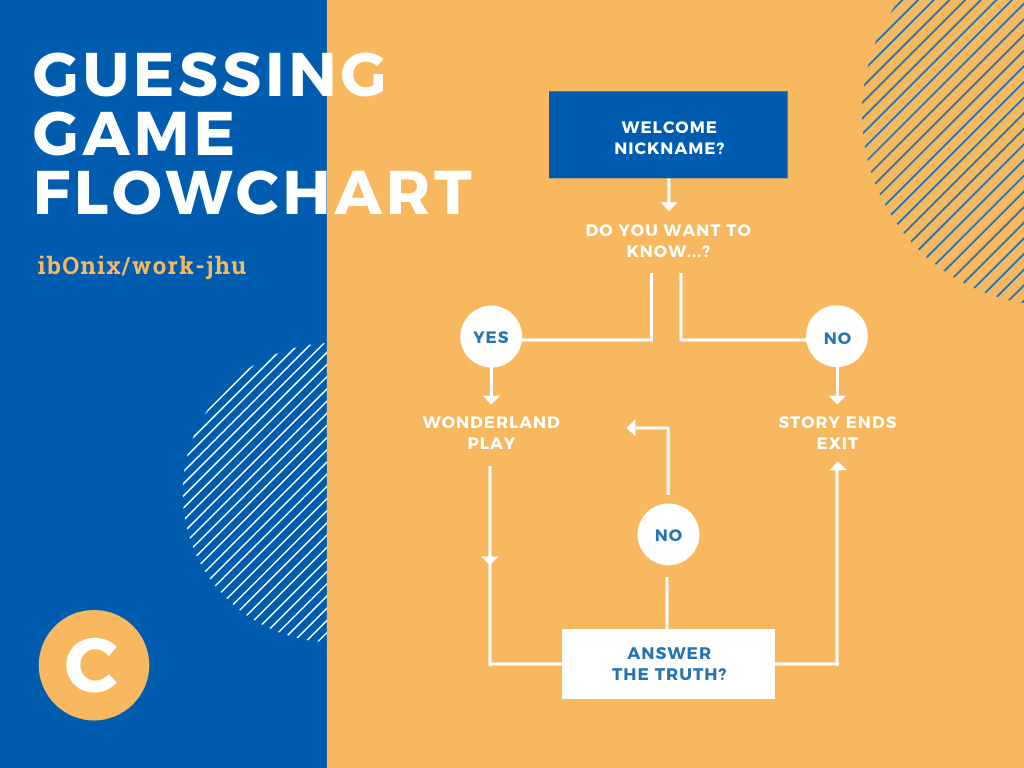 GUESSING
GAME
FLOWCHART
ibOnix/work-jhu
C
WELCOME
NICKNAME?
DO YOU WANT TO
KNOW...?
YES
NO
WONDERLAND
PLAY
STORY ENDS
EXIT
NO
ANSWER
THE TRUTH?